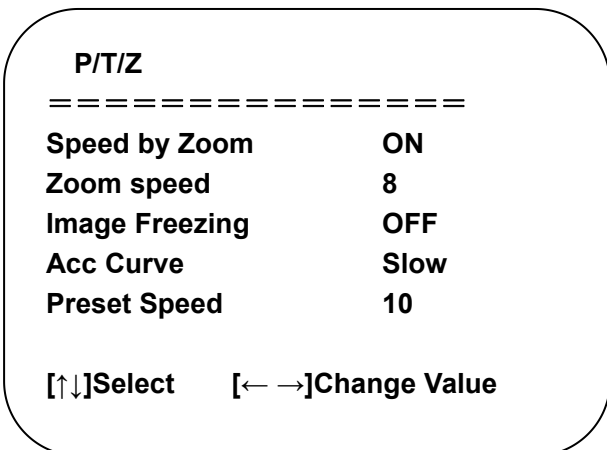 P/T/Z
===============
Speed by Zoom ON
Zoom speed 8
Image Freezing OFF
Acc Curve Slow
Preset Speed 10
[↑↓]Select [← →]Change Value